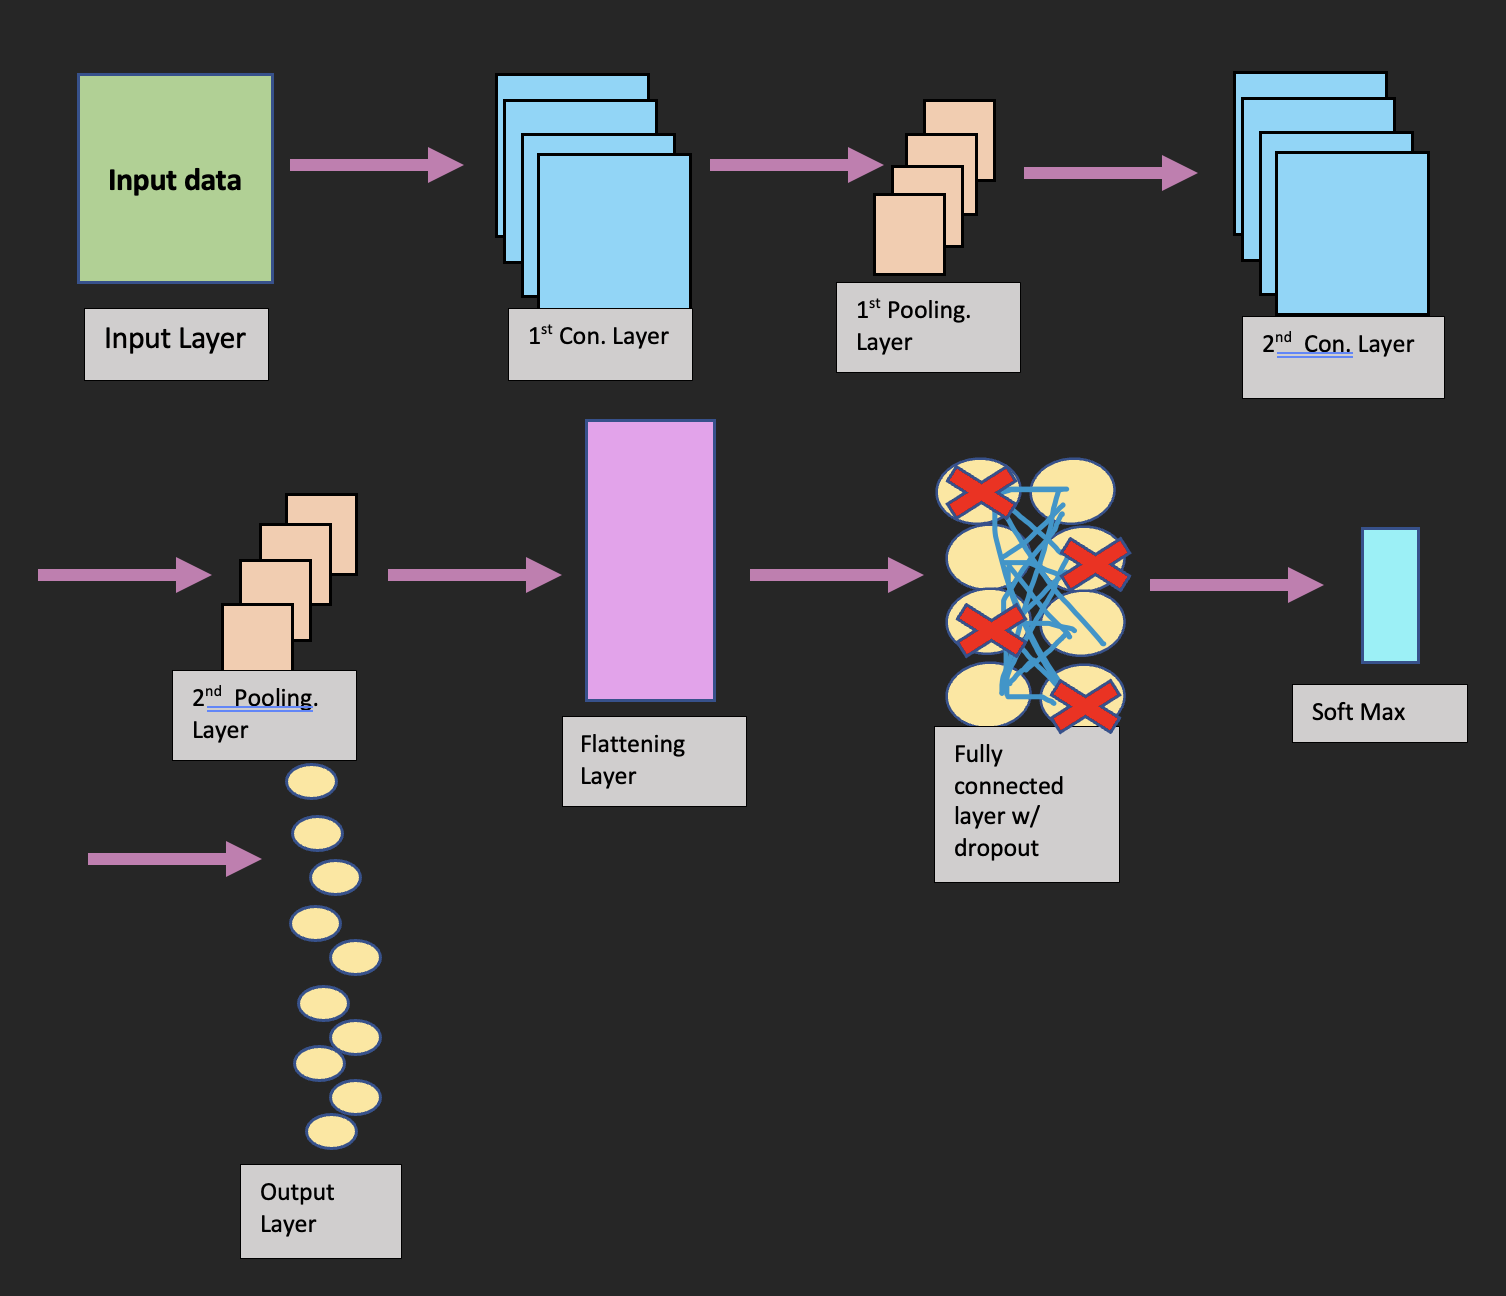 Input data
Input Layer
1st Con. Layer
1st Pooling.
Layer
2nd Con. Layer
2nd Pooling.
Layer
Flattening
Layer
Fully
connected
layer w/
dropout
Soft Max
Output
Layer